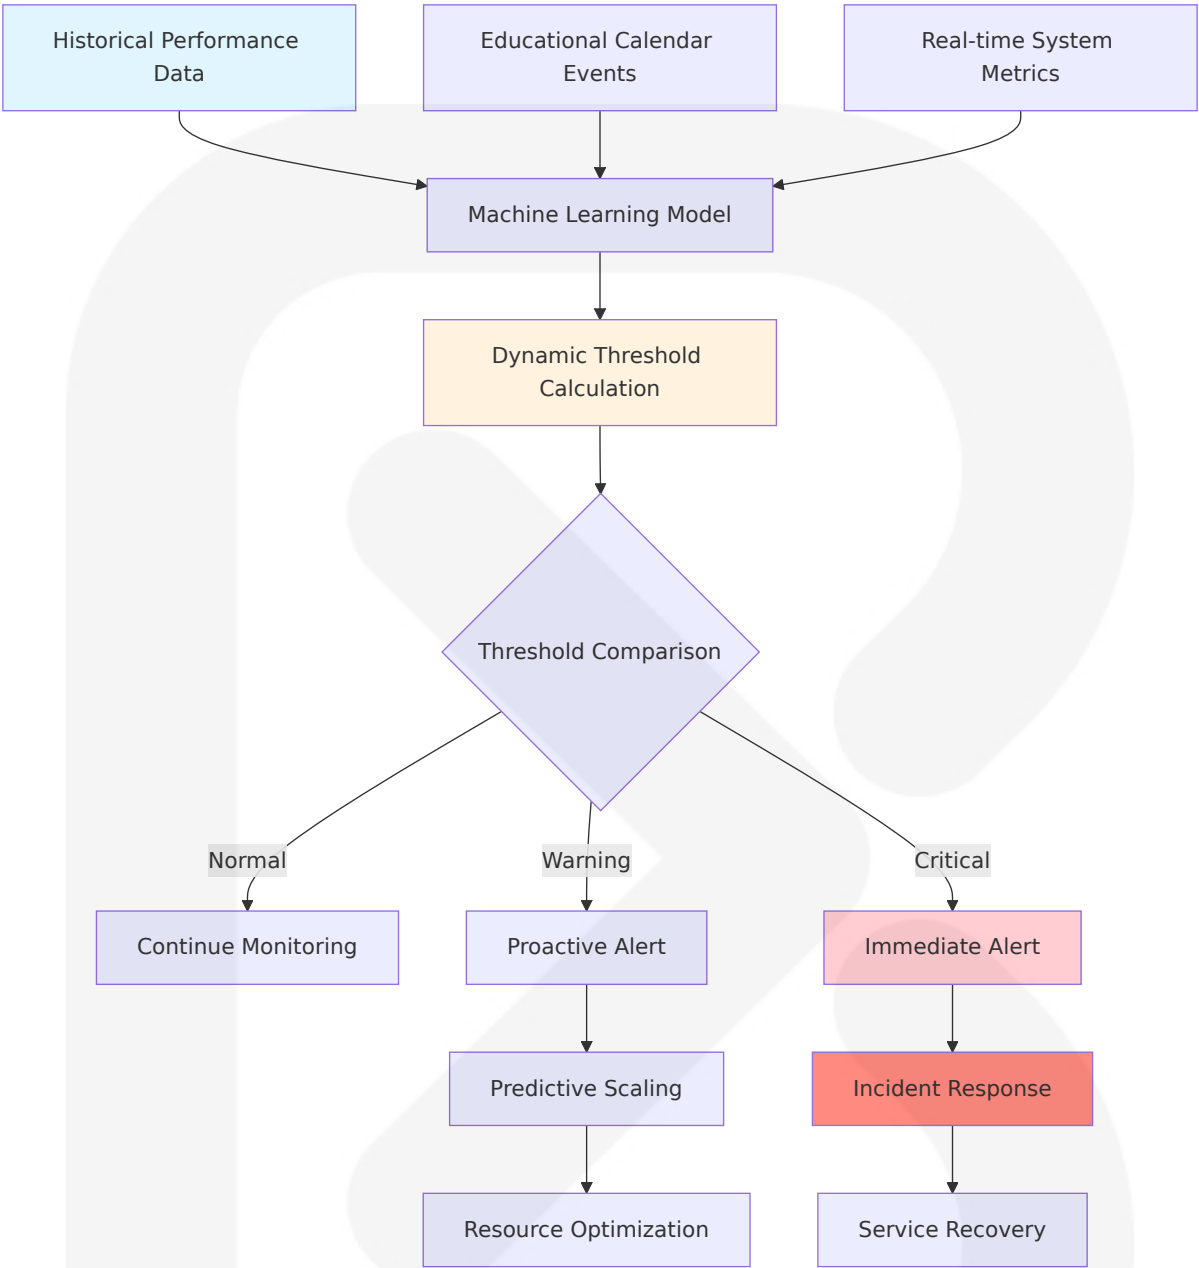 Historical Performance
Data
Educational Calendar
Events
Real-time System
Metrics
Machine Learning Model
Dynamic Threshold
Calculation
Threshold Comparison
Normal
Warning
Critical
Continue Monitoring
Proactive Alert
Immediate Alert
Predictive Scaling
Incident Response
Resource Optimization
Service Recovery